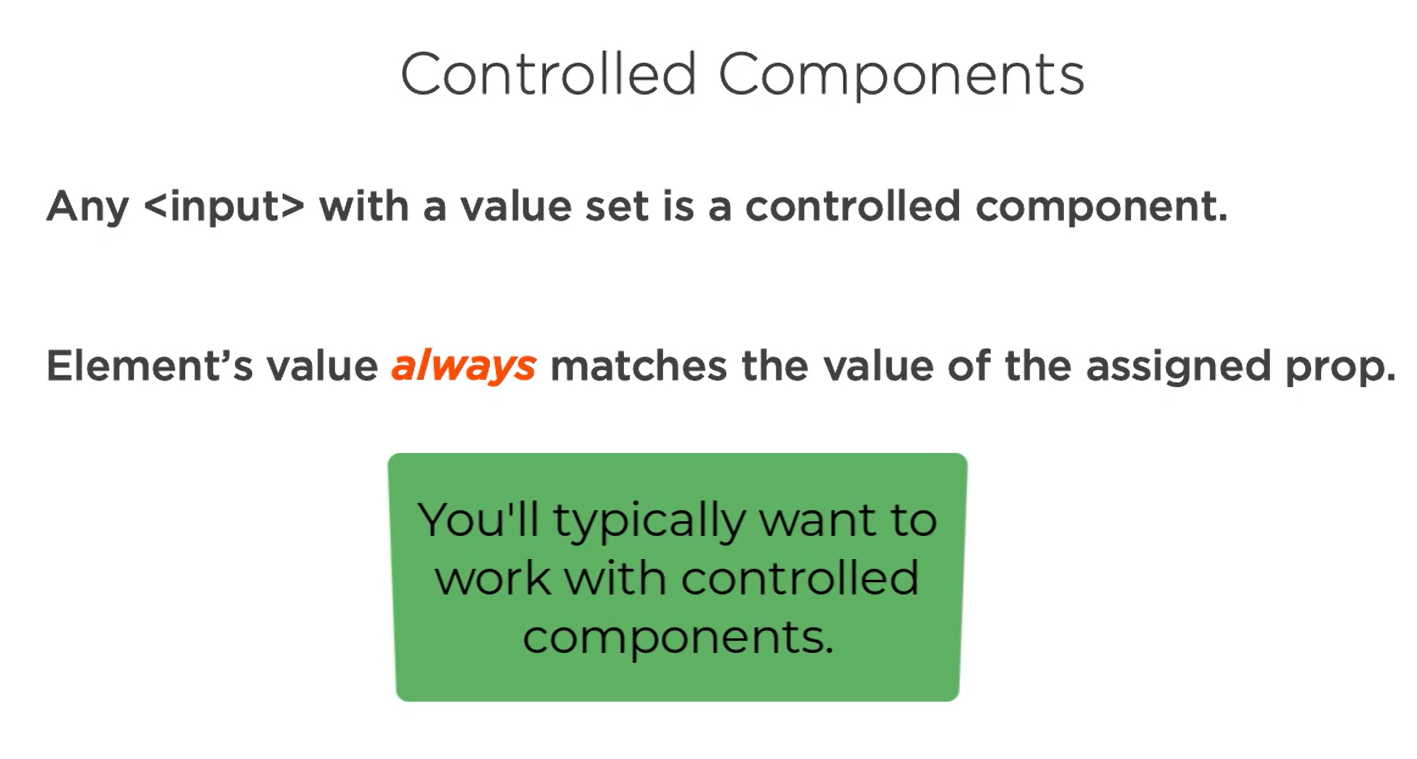 Controlled Components
Any <input> with a value set is a controlled component.
Element’s value always matches the value of the assigned prop.
You'll typically want to
work with controlled
components.